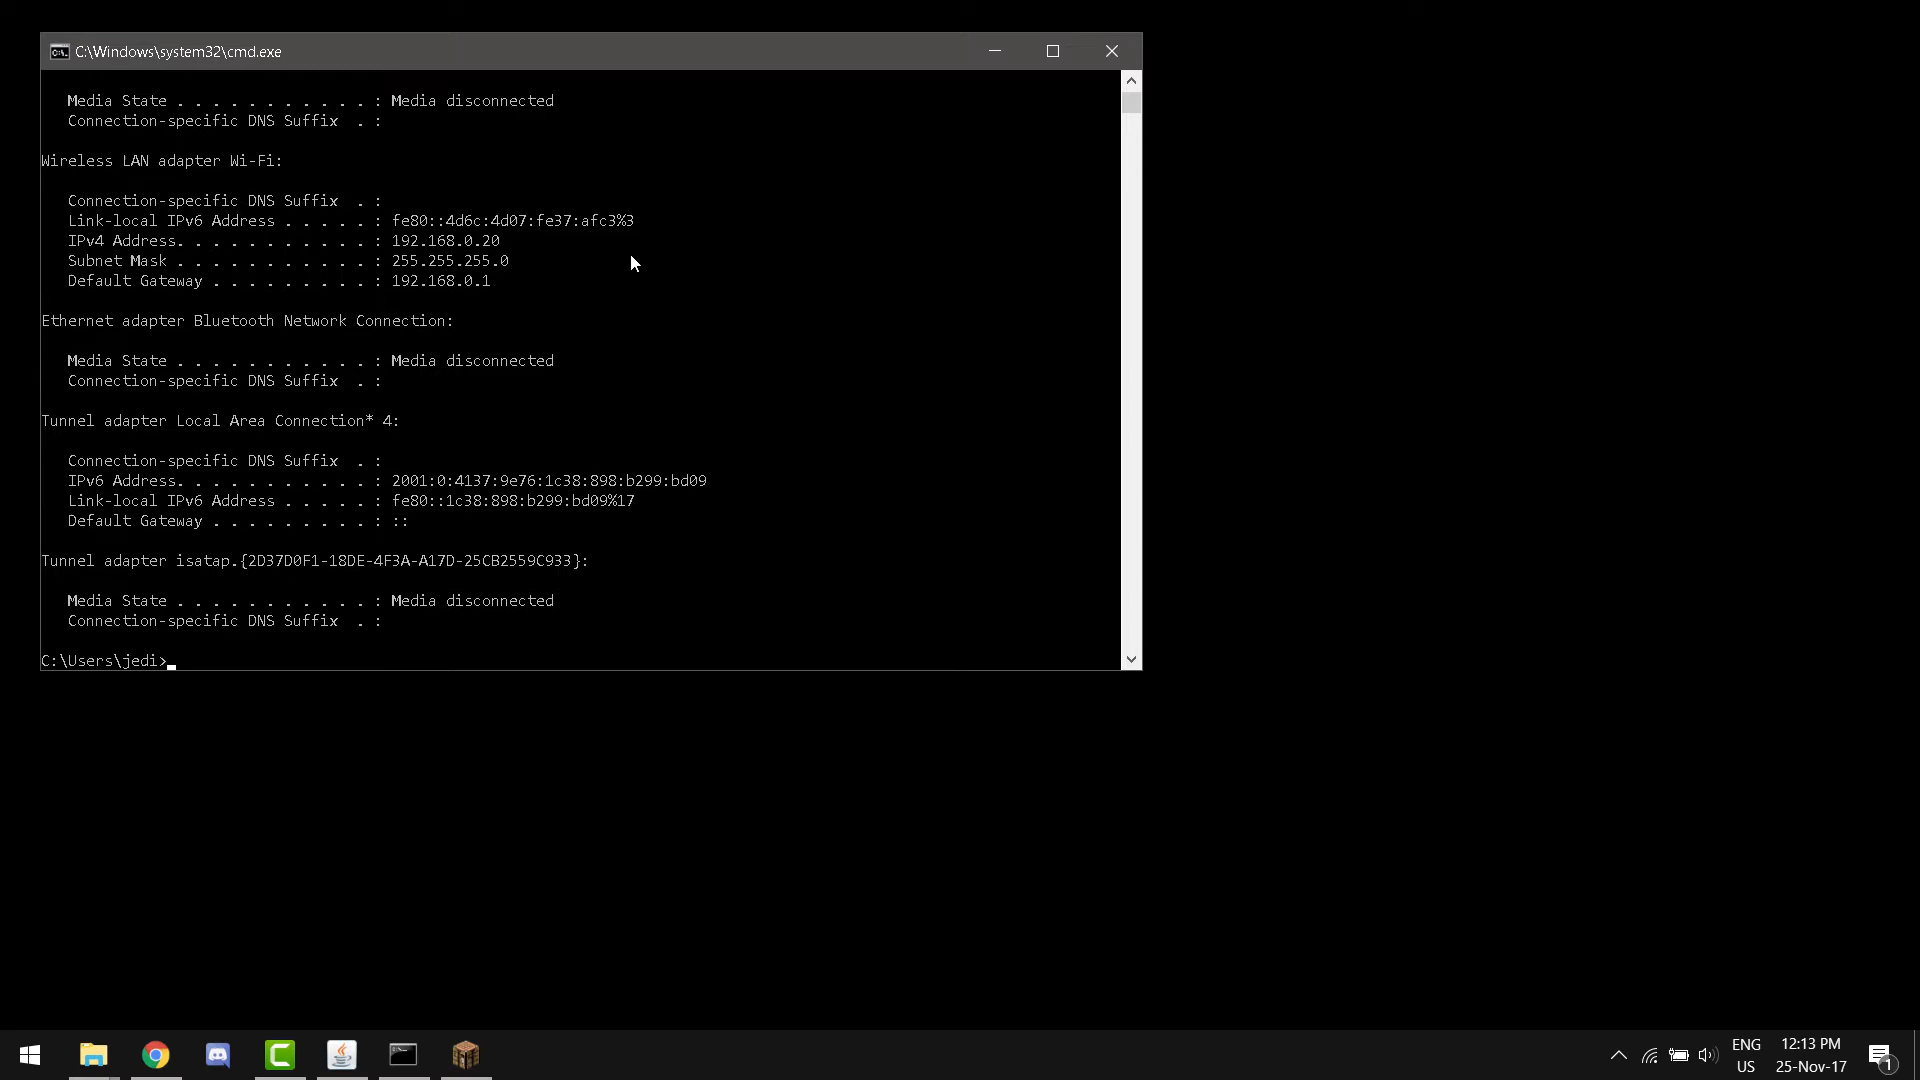 C:\Windows\system32\cmd.exe
Media State . . . . . . . . . . . : Media disconnected
Connection-specific DNS Suffix  . :
Wireless LAN adapter Wi-Fi:
Connection-specific DNS Suffix  . :
Link-local IPv6 Address . . . . . : fe80::4d6c:4d07:fe37:afc3%3
IPv4 Address. . . . . . . . . . . : 192.168.0.20
Subnet Mask . . . . . . . . . . . : 255.255.255.0
Default Gateway . . . . . . . . . : 192.168.0.1
Ethernet adapter Bluetooth Network Connection:
Media State . . . . . . . . . . . : Media disconnected
Connection-specific DNS Suffix  . :
Tunnel adapter Local Area Connection* 4:
Connection-specific DNS Suffix  . :
IPv6 Address. . . . . . . . . . . : 2001:0:4137:9e76:1c38:898:b299:bd09
Link-local IPv6 Address . . . . . : fe80::1c38:898:b299:bd09%17
Default Gateway . . . . . . . . . : ::
Tunnel adapter isatap.{2D37D0F1-18DE-4F3A-A17D-25CB2559C933}:
Media State . . . . . . . . . . . : Media disconnected
Connection-specific DNS Suffix  . :
C:\Users\jedi>
ENG
US
12:13 PM
25-Nov-17
1